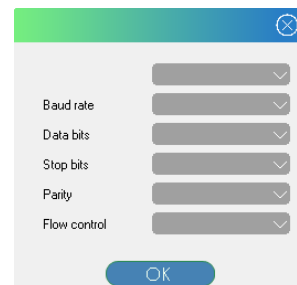 Baud rate
Data bits
Stop bits
Parity
Flow control
OK